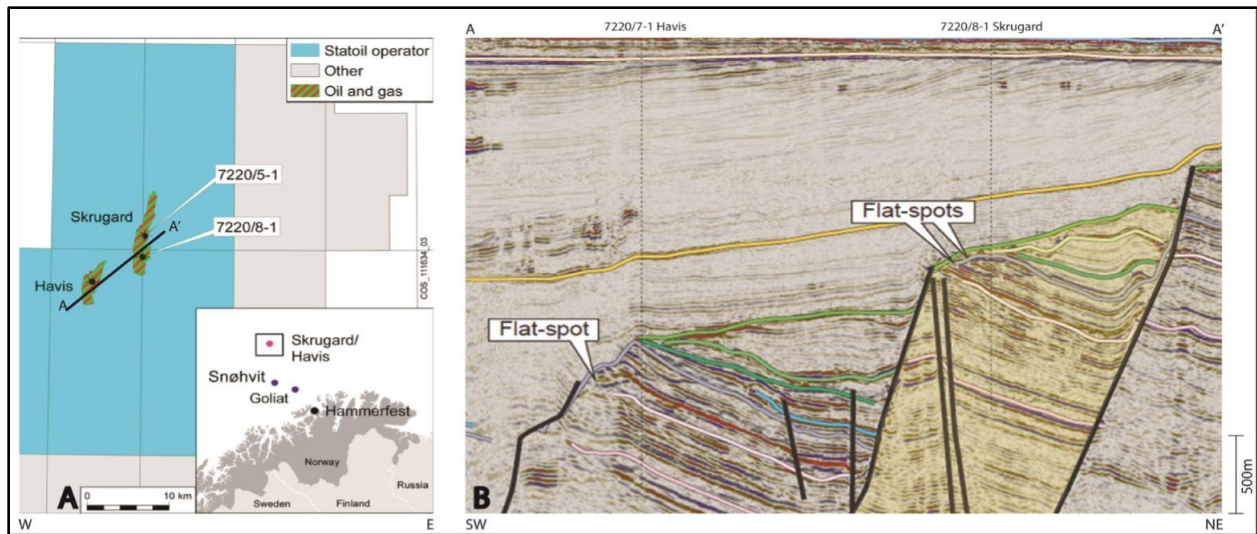 Statoil operator
Other
Oil and gas
7220/5-1
Skrugard
A'
7220/8-1
Havis
A
COS_111634_03
Skrugard/
Havis
Snøhvit
Goliat
Hammerfest
Norway
Russia
Sweden
Finland
A
0
10 km
W
E
A
7220/7-1 Havis
7220/8-1 Skrugard
A'
Flat-spots
Flat-spot
B
500m
SW
NE